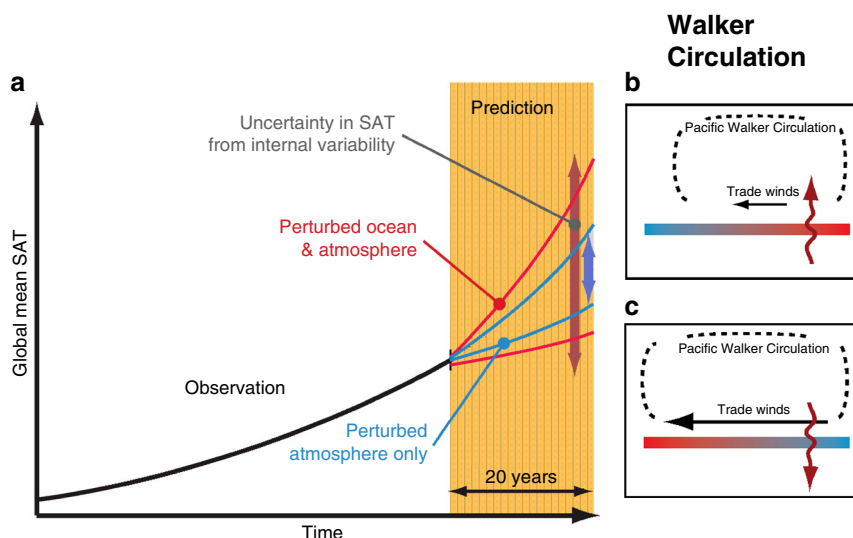 a
Global mean SAT
Uncertainty in SAT
from internal variability
Prediction
Perturbed ocean
& atmosphere
Observation
Perturbed
atmosphere only
20 years
Time
Walker
Circulation
b
Pacific Walker Circulation
Trade winds
c
Pacific Walker Circulation
Trade winds